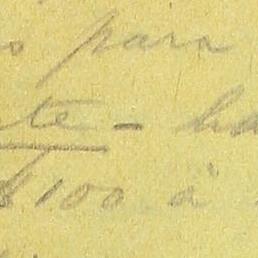 s para
te - ha
$100 à